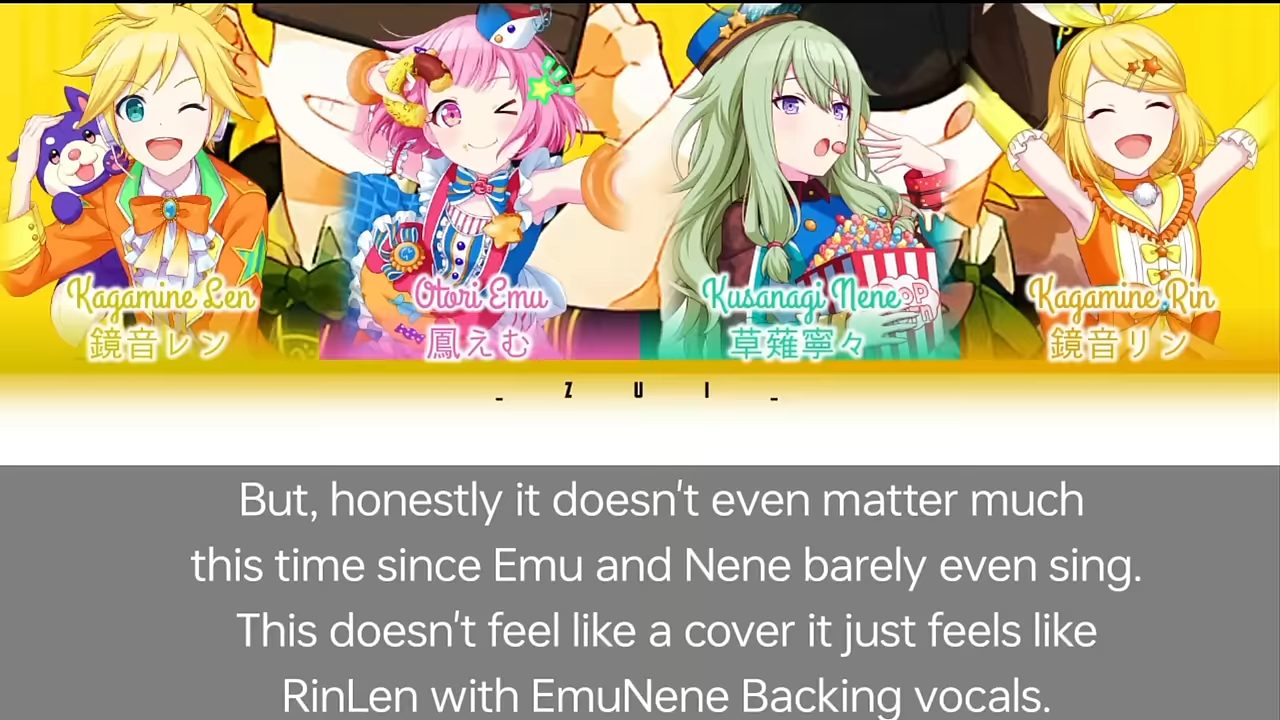 Kagamine Len
鏡音レン
Otori Emu
鳳えむ
Kusanagi Nene
草薙寧々
POP
Kagamine Rin
鏡音リン
_ Z U I _
But, honestly it doesn't even matter much
this time since Emu and Nene barely even sing.
This doesn't feel like a cover it just feels like
RinLen with EmuNene Backing vocals.